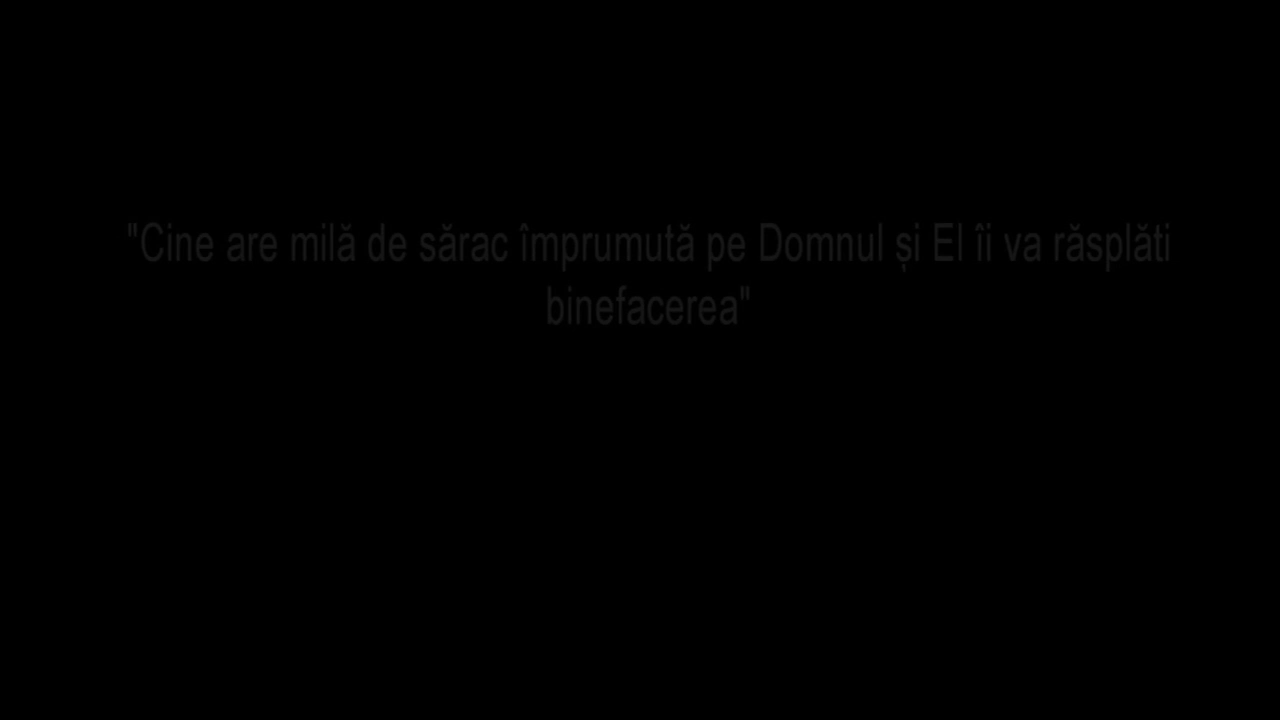 "Cine are milă de sărac împrumută pe Domnul și El îi va răsplăti
binefacerea"